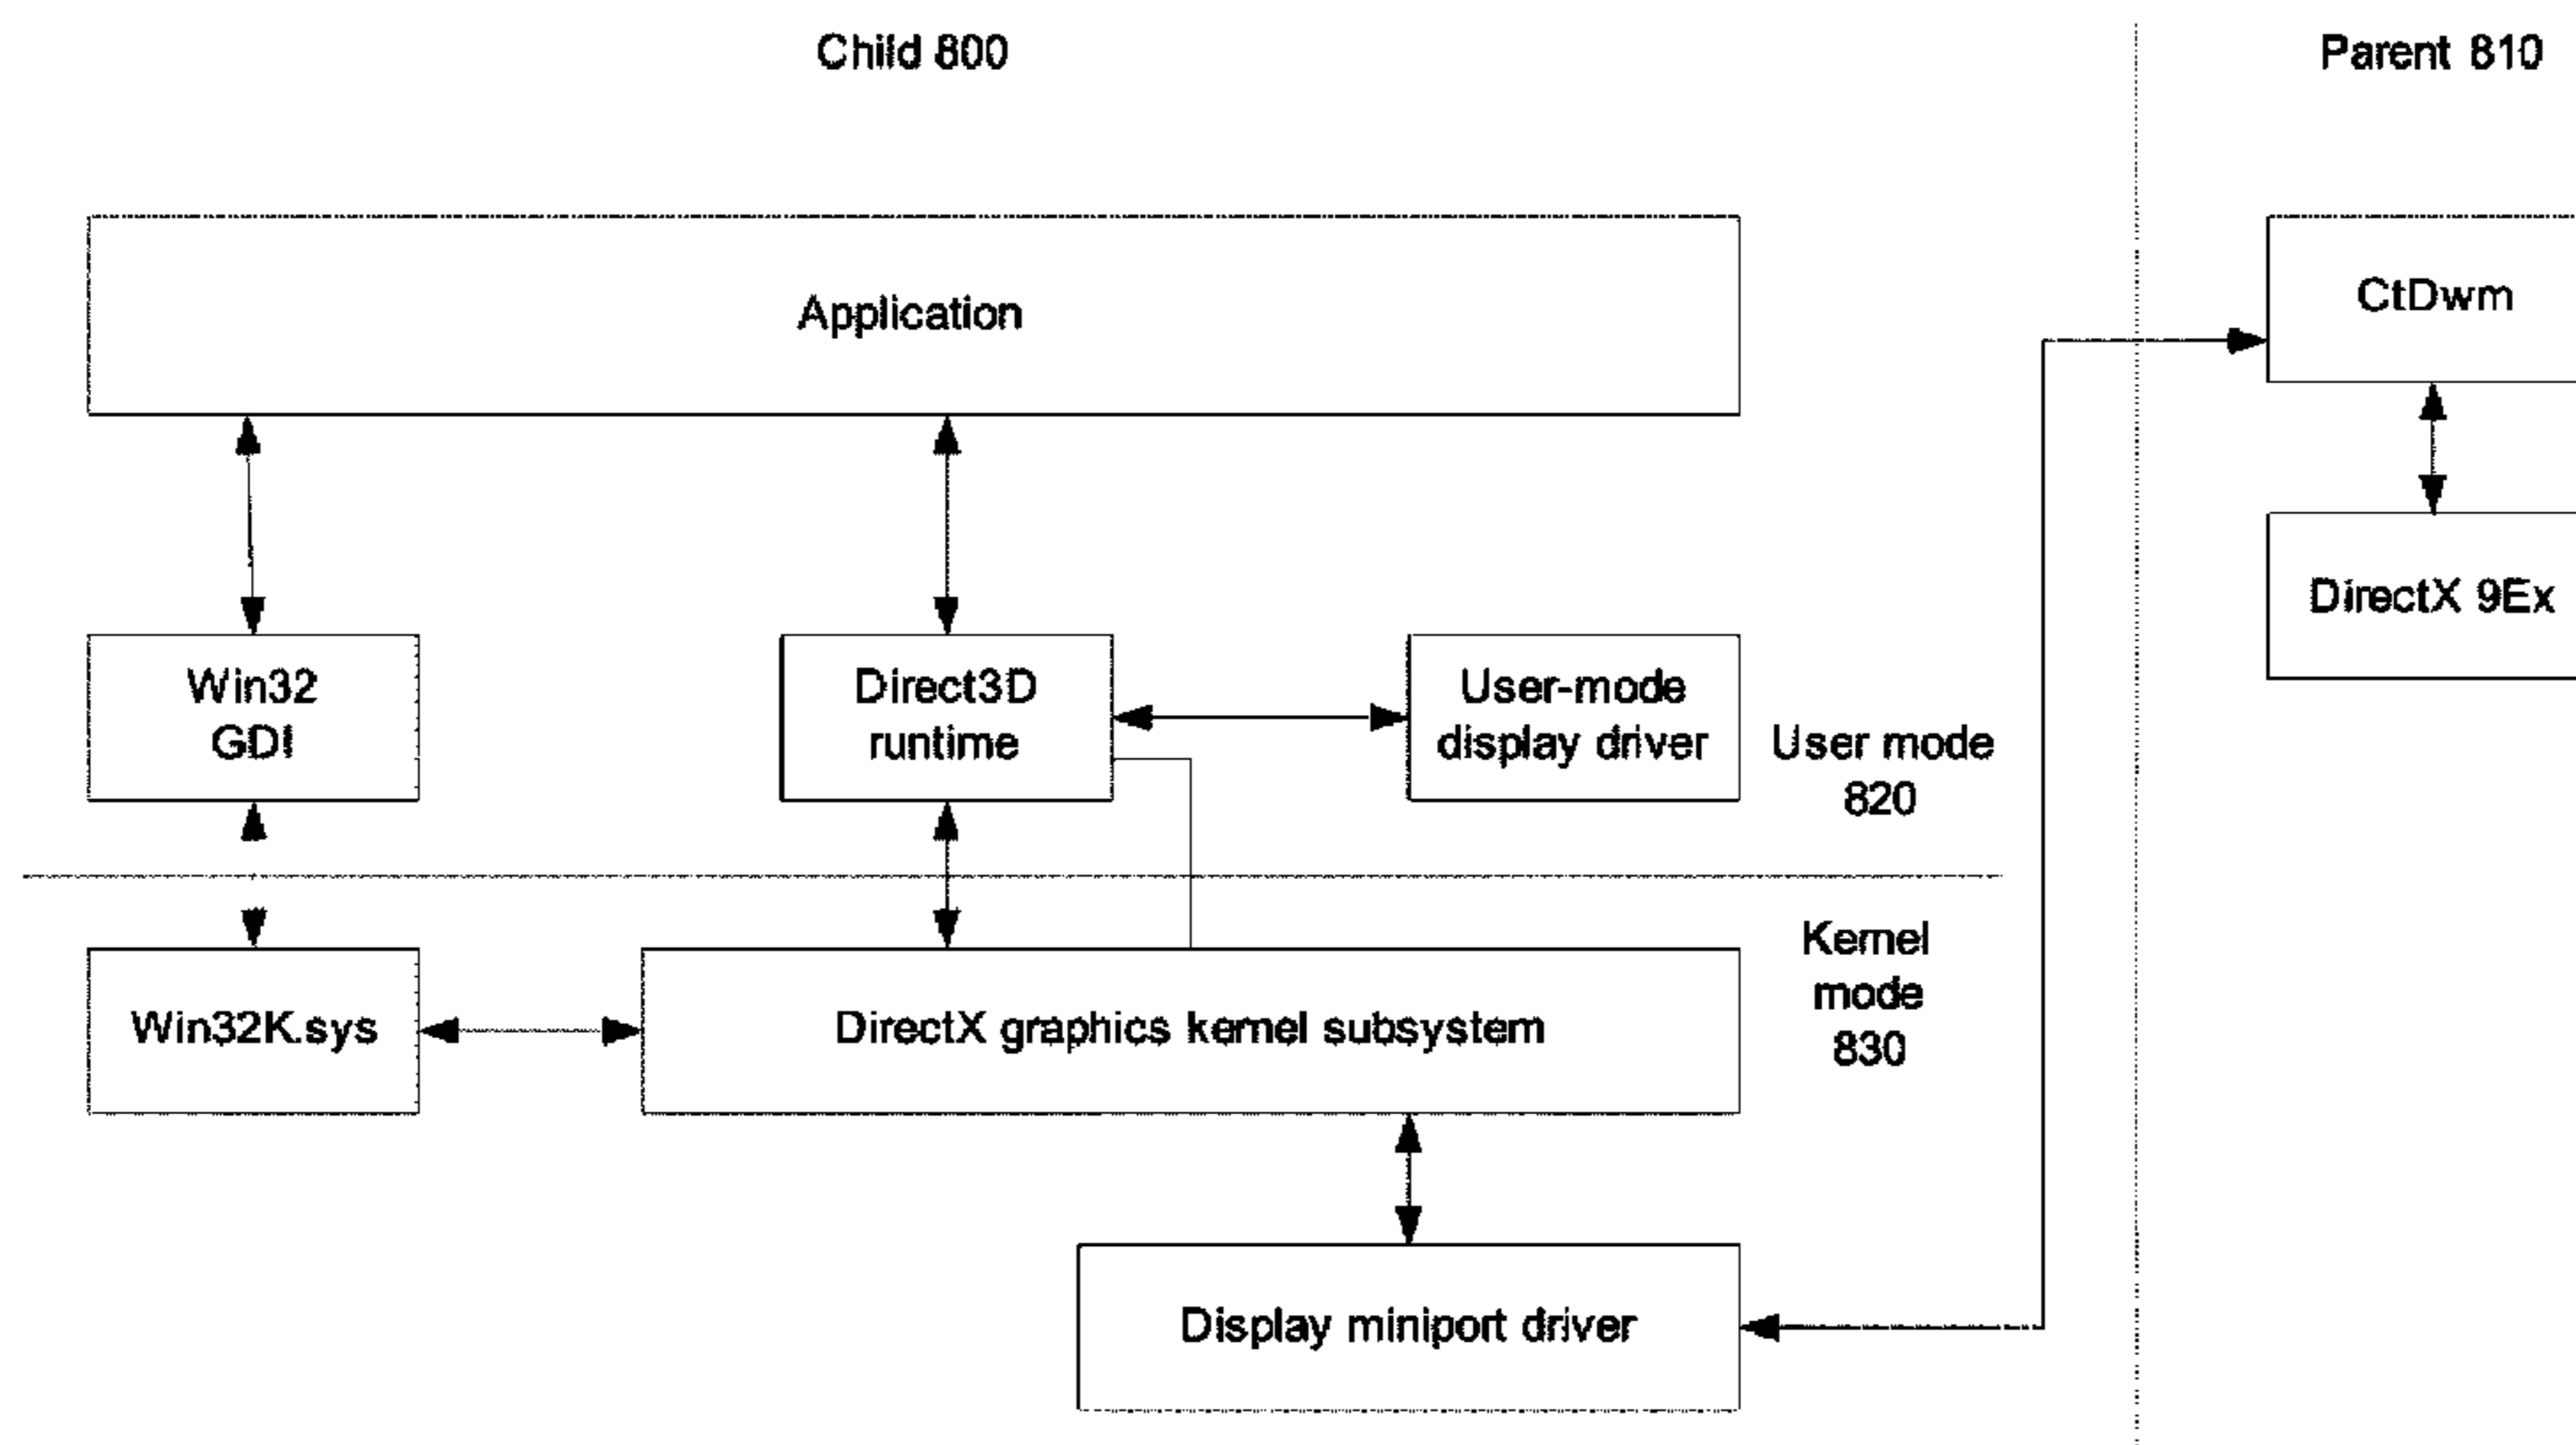 Child 800
Parent 810
Application
CtDwm
DirectX 9Ex
Win32
GDI
Direct3D
runtime
User-mode
display driver
User mode
820
Kernel
mode
830
Win32K.sys
DirectX graphics kernel subsystem
Display miniport driver